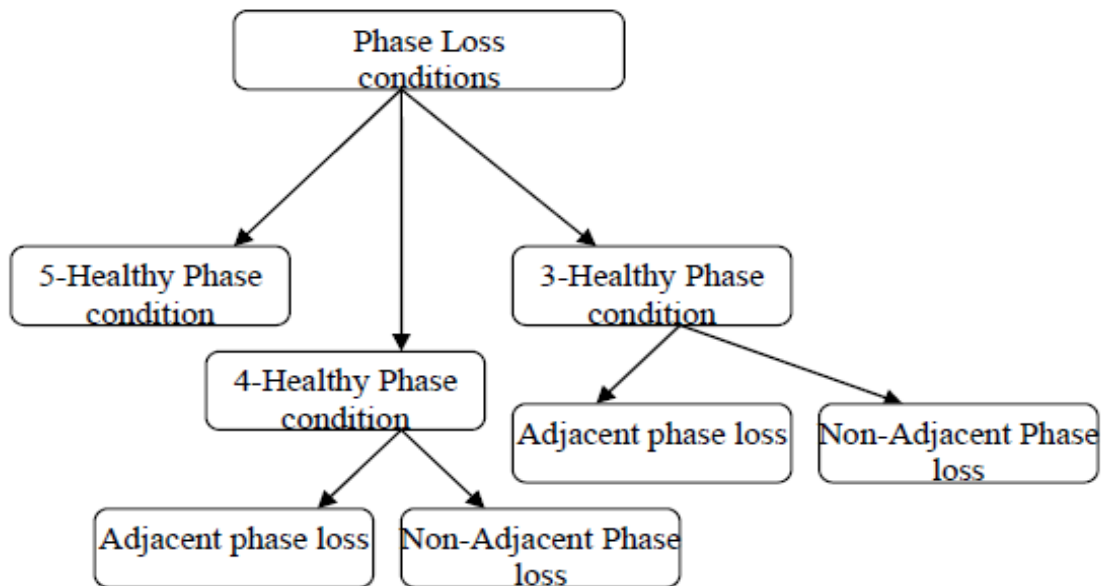 Phase Loss
conditions
5-Healthy Phase
condition
3-Healthy Phase
condition
4-Healthy Phase
condition
Adjacent phase loss
Non-Adjacent Phase
loss
Adjacent phase loss
Non-Adjacent Phase
loss